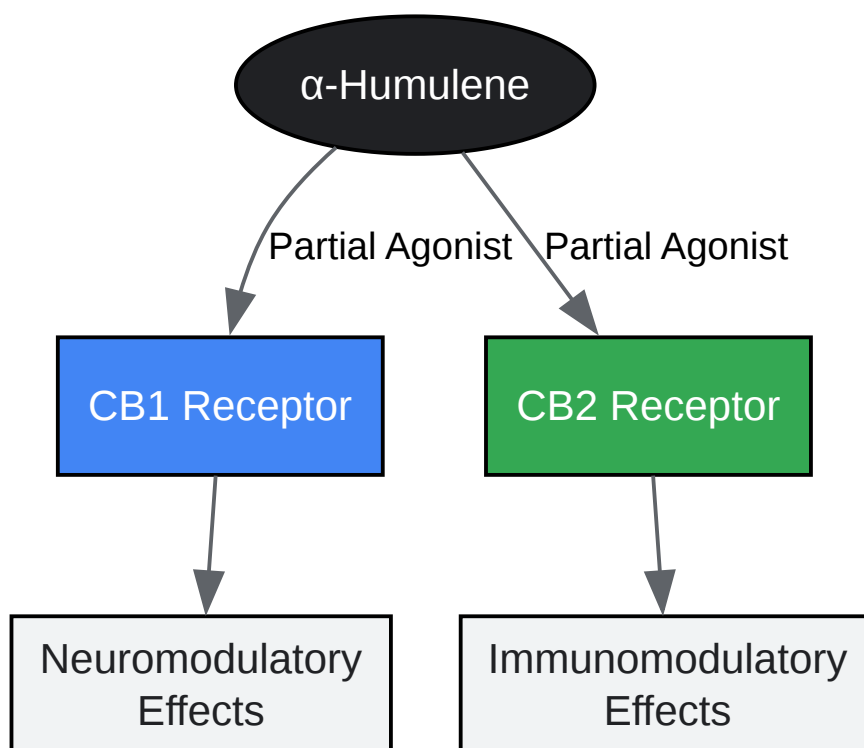 α-Humulene
Partial Agonist
Partial Agonist
CB1 Receptor
CB2 Receptor
Neuromodulatory
Effects
Immunomodulatory
Effects